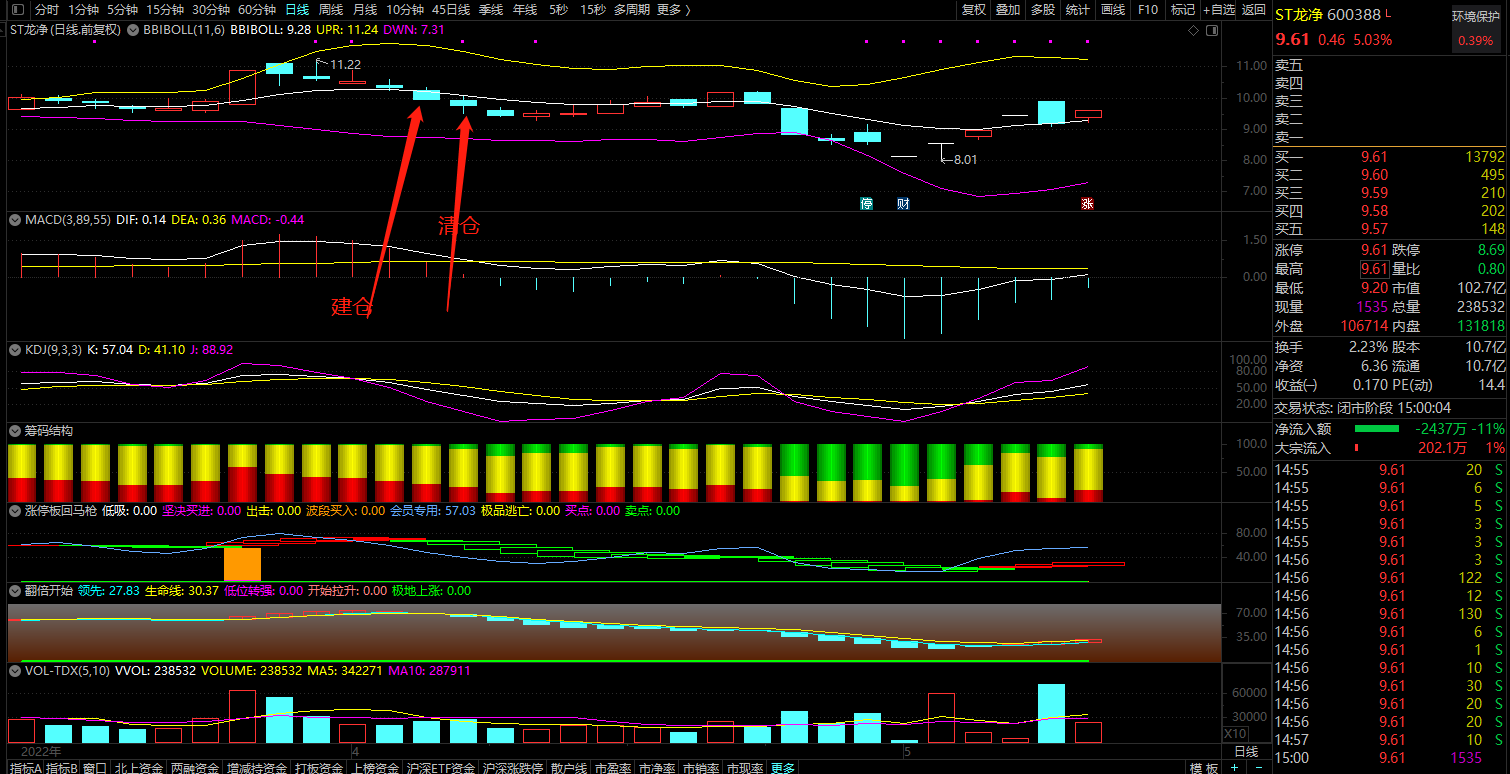 分时 1分钟 5分钟 15分钟 30分钟 60分钟 日线 周线 月线 10分钟 45日线 季线 年线 5秒 15秒 多周期 更多 复权 叠加 多股 统计 画线 F10 标记 +自选 返回
ST龙净(日线.前复权) BBIBOLL(11,6) BBIBOLL: 9.28 UPR: 11.24 DWN: 7.31
11.22
11.00
10.00
9.00
8.01
8.00
7.00
停 财 涨
MACD(3,89,55) DIF: 0.14 DEA: 0.36 MACD: -0.44
清仓
建仓
1.50
0.00
KDJ(9,3,3) K: 57.04 D: 41.10 J: 88.92
100.00
80.00
50.00
20.00
筹码结构
100.0
50.00
涨停板回马枪 低吸: 0.00 坚决买进: 0.00 出击: 0.00 波段买入: 0.00 会员专用: 57.03 极品逃亡: 0.00 买点: 0.00 卖点: 0.00
80.00
40.00
翻倍开始 领先: 27.83 生命线: 30.37 低位转强: 0.00 开始拉升: 0.00 极地上涨: 0.00
70.00
35.00
VOL-TDX(5,10) VVOL: 238532 VOLUME: 238532 MA5: 342271 MA10: 287911
60000
30000
X10
2022年 4 5 日线
指标A 指标B 窗口 北上资金 两融资金 增减持资金 打板资金 上榜资金 沪深ETF资金 沪深涨跌停 散户线 市盈率 市净率 市销率 市现率 更多 模板 + −
ST龙净 600388 L 环境保护
9.61 0.46 5.03% 0.39%
卖五
卖四
卖三
卖二
卖一
买一 9.61 13792
买二 9.60 495
买三 9.59 210
买四 9.58 202
买五 9.57 148
涨停 9.61 跌停 8.69
最高 9.61 量比 0.80
最低 9.20 市值 102.7亿
现量 1535 总量 238532
外盘 106714 内盘 131818
换手 2.23% 股本 10.7亿
净资 6.36 流通 10.7亿
收益㈠ 0.170 PE(动) 14.4
交易状态: 闭市阶段 15:00:04
净流入额 -2437万 -11%
大宗流入 202.1万 1%
14:55 9.61 20 S
14:55 9.61 6 S
14:55 9.61 5 S
14:55 9.61 3 S
14:55 9.61 3 S
14:56 9.61 3 S
14:56 9.61 122 S
14:56 9.61 12 S
14:56 9.61 130 S
14:56 9.61 6 S
14:56 9.61 1 S
14:56 9.61 10 S
14:56 9.61 30 S
14:56 9.61 20 S
14:56 9.61 20 S
14:57 9.61 10 S
15:00 9.61 1535